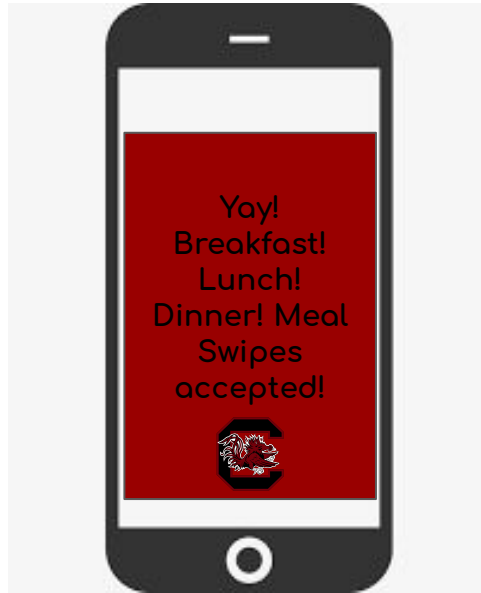 Yay!
Breakfast!
Lunch!
Dinner! Meal
Swipes
accepted!